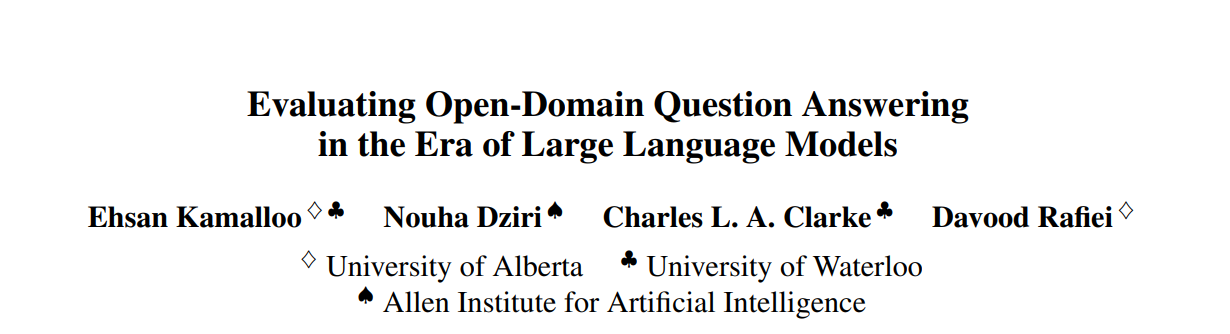 Evaluating Open-Domain Question Answering
in the Era of Large Language Models
Ehsan Kamalloo ♢♣ Nouha Dziri ♠ Charles L. A. Clarke ♣ Davood Rafiei ♢
♢ University of Alberta ♣ University of Waterloo
♠ Allen Institute for Artificial Intelligence